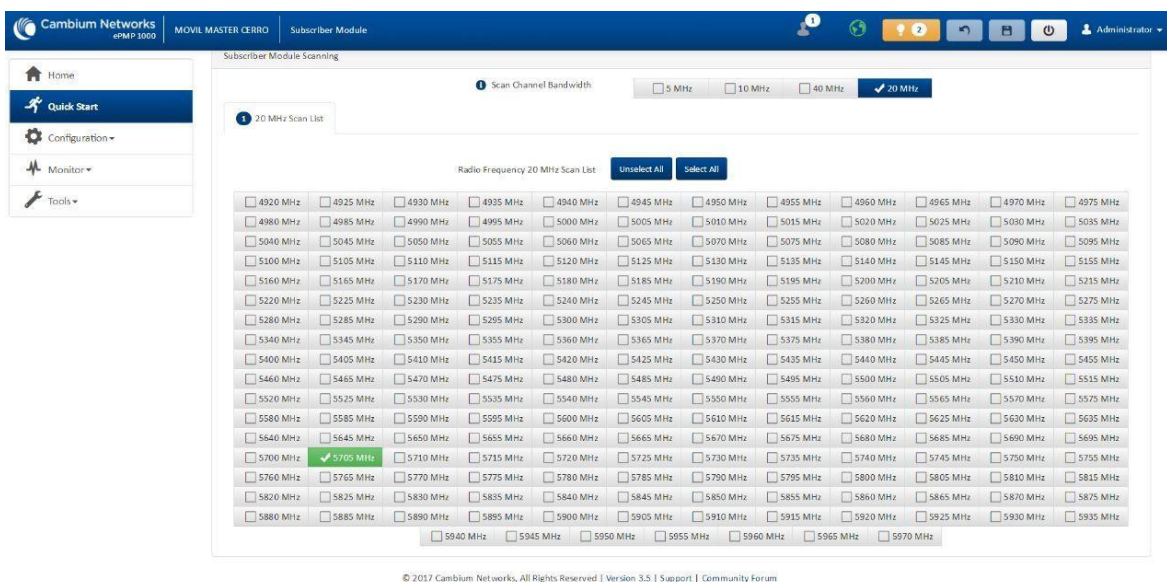 Cambium Networks
ePMP 1000
MOVIL MASTER CERRO
Subscriber Module
1
2
Administrator
Home
Quick Start
Configuration
Monitor
Tools
Subscriber Module Scanning
Scan Channel Bandwidth 5 MHz 10 MHz 40 MHz 20 MHz
1 20 MHz Scan List
Radio Frequency 20 MHz Scan List Unselect All Select All
4920 MHz 4925 MHz 4930 MHz 4935 MHz 4940 MHz 4945 MHz 4950 MHz 4955 MHz 4960 MHz 4965 MHz 4970 MHz 4975 MHz
4980 MHz 4985 MHz 4990 MHz 4995 MHz 5000 MHz 5005 MHz 5010 MHz 5015 MHz 5020 MHz 5025 MHz 5030 MHz 5035 MHz
5040 MHz 5045 MHz 5050 MHz 5055 MHz 5060 MHz 5065 MHz 5070 MHz 5075 MHz 5080 MHz 5085 MHz 5090 MHz 5095 MHz
5100 MHz 5105 MHz 5110 MHz 5115 MHz 5120 MHz 5125 MHz 5130 MHz 5135 MHz 5140 MHz 5145 MHz 5150 MHz 5155 MHz
5160 MHz 5165 MHz 5170 MHz 5175 MHz 5180 MHz 5185 MHz 5190 MHz 5195 MHz 5200 MHz 5205 MHz 5210 MHz 5215 MHz
5220 MHz 5225 MHz 5230 MHz 5235 MHz 5240 MHz 5245 MHz 5250 MHz 5255 MHz 5260 MHz 5265 MHz 5270 MHz 5275 MHz
5280 MHz 5285 MHz 5290 MHz 5295 MHz 5300 MHz 5305 MHz 5310 MHz 5315 MHz 5320 MHz 5325 MHz 5330 MHz 5335 MHz
5340 MHz 5345 MHz 5350 MHz 5355 MHz 5360 MHz 5365 MHz 5370 MHz 5375 MHz 5380 MHz 5385 MHz 5390 MHz 5395 MHz
5400 MHz 5405 MHz 5410 MHz 5415 MHz 5420 MHz 5425 MHz 5430 MHz 5435 MHz 5440 MHz 5445 MHz 5450 MHz 5455 MHz
5460 MHz 5465 MHz 5470 MHz 5475 MHz 5480 MHz 5485 MHz 5490 MHz 5495 MHz 5500 MHz 5505 MHz 5510 MHz 5515 MHz
5520 MHz 5525 MHz 5530 MHz 5535 MHz 5540 MHz 5545 MHz 5550 MHz 5555 MHz 5560 MHz 5565 MHz 5570 MHz 5575 MHz
5580 MHz 5585 MHz 5590 MHz 5595 MHz 5600 MHz 5605 MHz 5610 MHz 5615 MHz 5620 MHz 5625 MHz 5630 MHz 5635 MHz
5640 MHz 5645 MHz 5650 MHz 5655 MHz 5660 MHz 5665 MHz 5670 MHz 5675 MHz 5680 MHz 5685 MHz 5690 MHz 5695 MHz
5700 MHz 5705 MHz 5710 MHz 5715 MHz 5720 MHz 5725 MHz 5730 MHz 5735 MHz 5740 MHz 5745 MHz 5750 MHz 5755 MHz
5760 MHz 5765 MHz 5770 MHz 5775 MHz 5780 MHz 5785 MHz 5790 MHz 5795 MHz 5800 MHz 5805 MHz 5810 MHz 5815 MHz
5820 MHz 5825 MHz 5830 MHz 5835 MHz 5840 MHz 5845 MHz 5850 MHz 5855 MHz 5860 MHz 5865 MHz 5870 MHz 5875 MHz
5880 MHz 5885 MHz 5890 MHz 5895 MHz 5900 MHz 5905 MHz 5910 MHz 5915 MHz 5920 MHz 5925 MHz 5930 MHz 5935 MHz
5940 MHz 5945 MHz 5950 MHz 5955 MHz 5960 MHz 5965 MHz 5970 MHz
© 2017 Cambium Networks, All Rights Reserved | Version 3.5 | Support | Community Forum